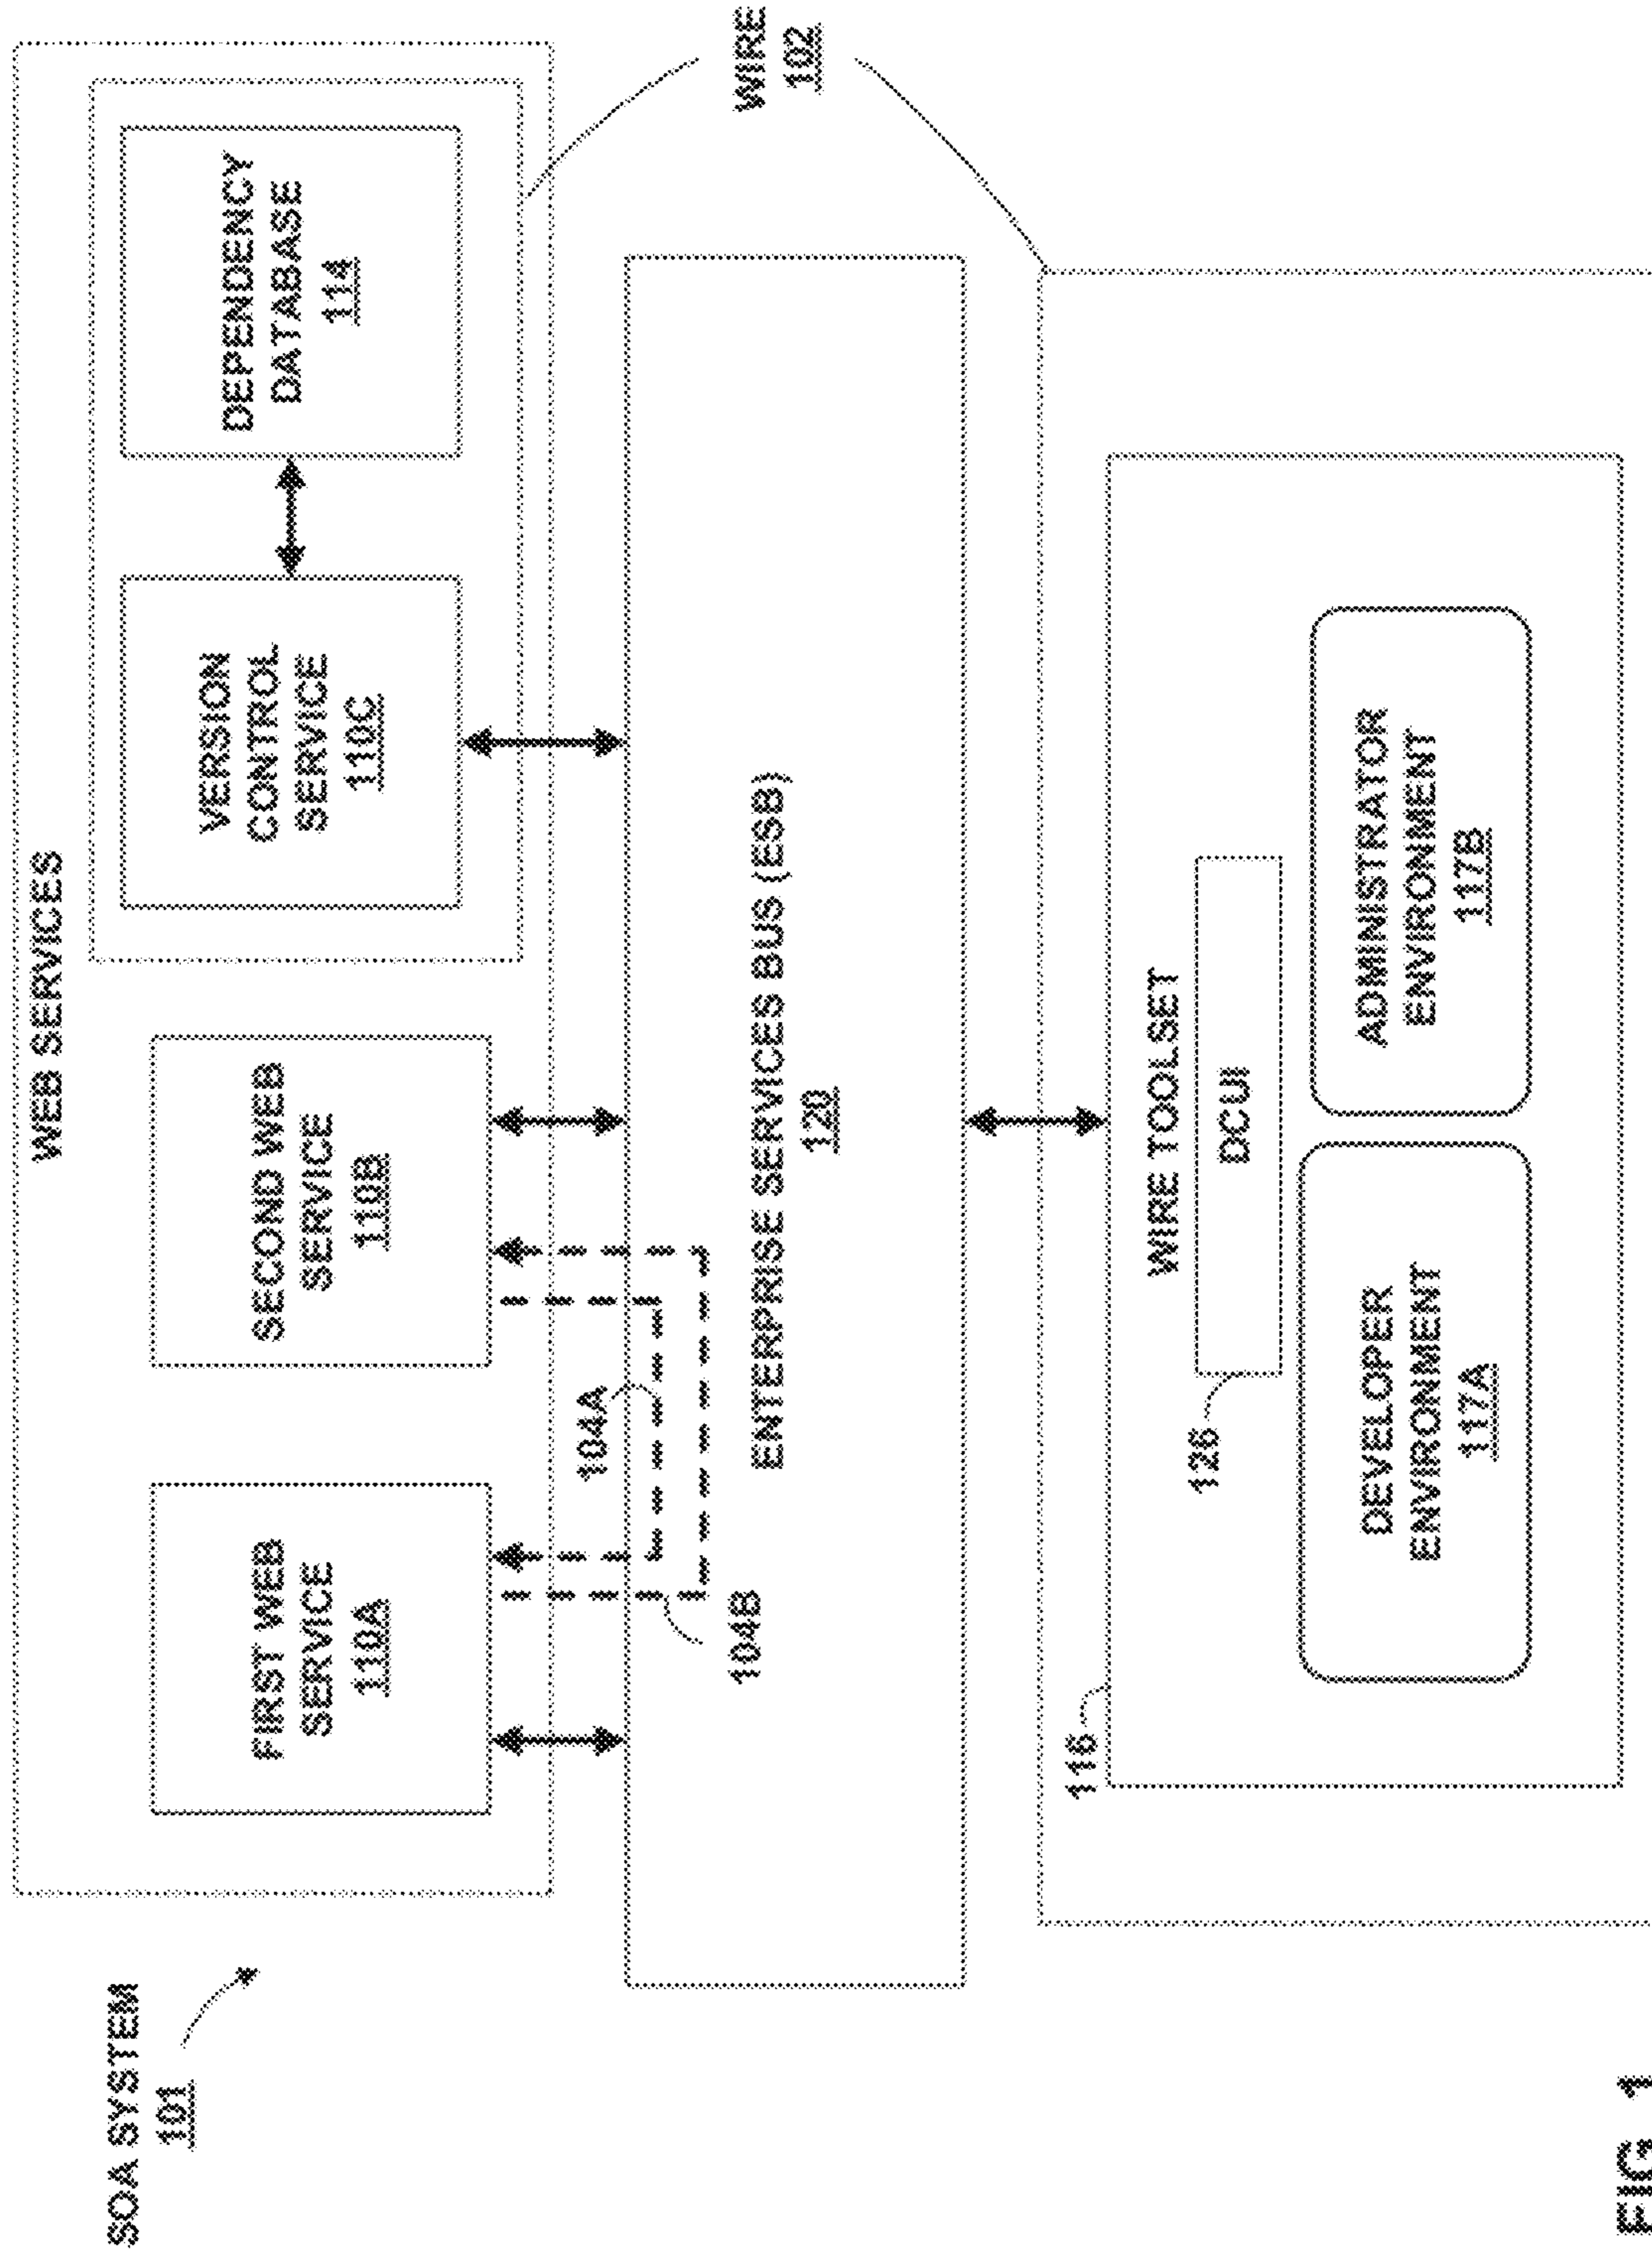 SOA SYSTEM
101
WEB SERVICES
FIRST WEB
SERVICE
110A
SECOND WEB
SERVICE
110B
VERSION
CONTROL
SERVICE
110C
DEPENDENCY
DATABASE
114
104A
104B
ENTERPRISE SERVICES BUS (ESB)
120
WIRE
102
116
WIRE TOOLSET
126
DCUI
DEVELOPER
ENVIRONMENT
117A
ADMINISTRATOR
ENVIRONMENT
117B
FIG. 1